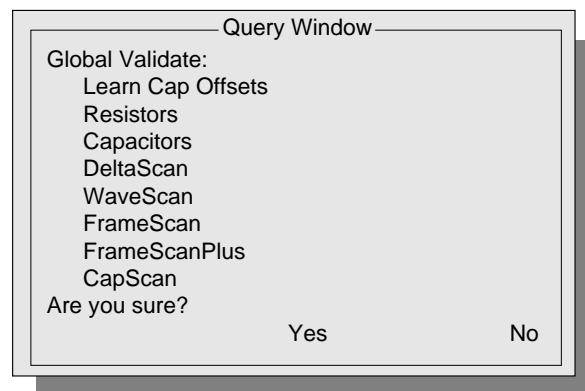 Query Window
Global Validate:
Learn Cap Offsets
Resistors
Capacitors
DeltaScan
WaveScan
FrameScan
FrameScanPlus
CapScan
Are you sure?
Yes No